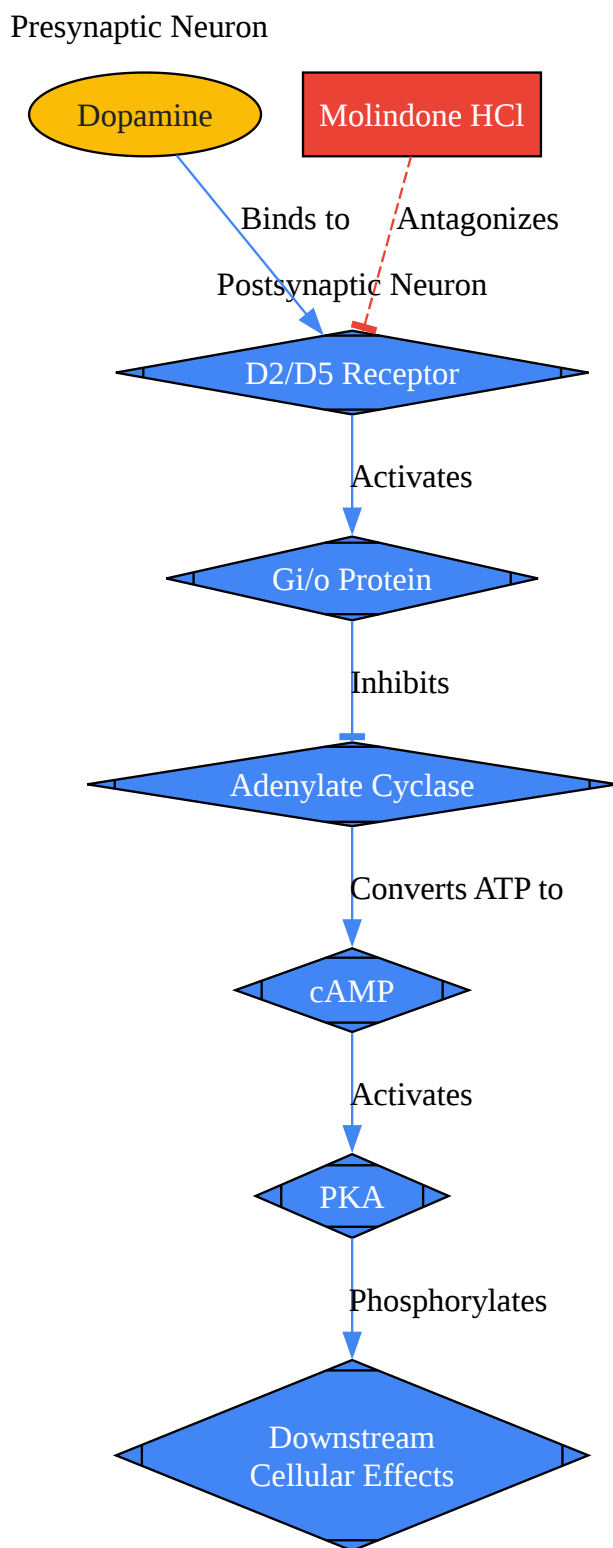 Presynaptic Neuron
Dopamine
Molindone HCl
Binds to
Antagonizes
Postsynaptic Neuron
D2/D5 Receptor
Activates
Gi/o Protein
Inhibits
Adenylate Cyclase
Converts ATP to
cAMP
Activates
PKA
Phosphorylates
Downstream
Cellular Effects